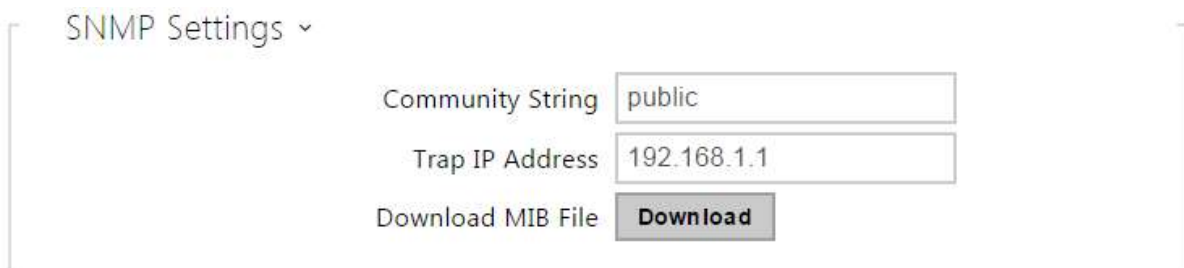 SNMP Settings
Community String public
Trap IP Address 192.168.1.1
Download MIB File Download